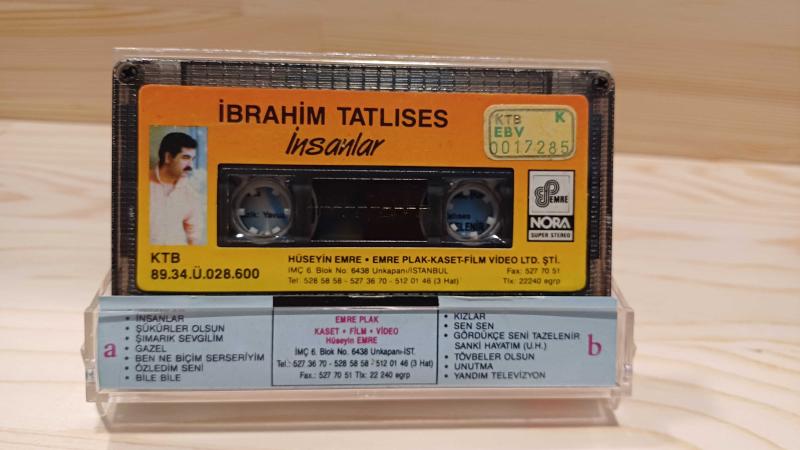 İBRAHİM TATLISES
İnsanlar
KTB K
EBV
0017285
EMRE
NORA
SUPER STEREO
KTB
89.34.Ü.028.600
HÜSEYİN EMRE • EMRE PLAK-KASET-FİLM VİDEO LTD. ŞTİ.
İMÇ 6. Blok No. 6438 Unkapanı/İSTANBUL Fax: 527 70 51
Tel: 528 58 58 - 527 36 70 - 512 01 46 (3 Hat) Tlx: 22240 egrp
a
• İNSANLAR
• ŞÜKÜRLER OLSUN
• ŞIMARIK SEVGİLİM
• GAZEL
• BEN NE BİÇİM SERSERİYİM
• ÖZLEDİM SENİ
• BİLE BİLE
EMRE PLAK
KASET • FİLM • VİDEO
Hüseyin EMRE
İMÇ 6. Blok No. 6438 Unkapanı-İST.
Tel.: 527 36 70 - 528 58 58 - 512 01 46 (3 Hat)
Fax.: 527 70 51 Tlx: 22 240 egrp
• KIZLAR
• SEN SEN
• GÖRDÜKÇE SENİ TAZELENİR
SANKİ HAYATIM (U.H.)
• TÖVBELER OLSUN
• UNUTMA
• YANDIM TELEVİZYON
b